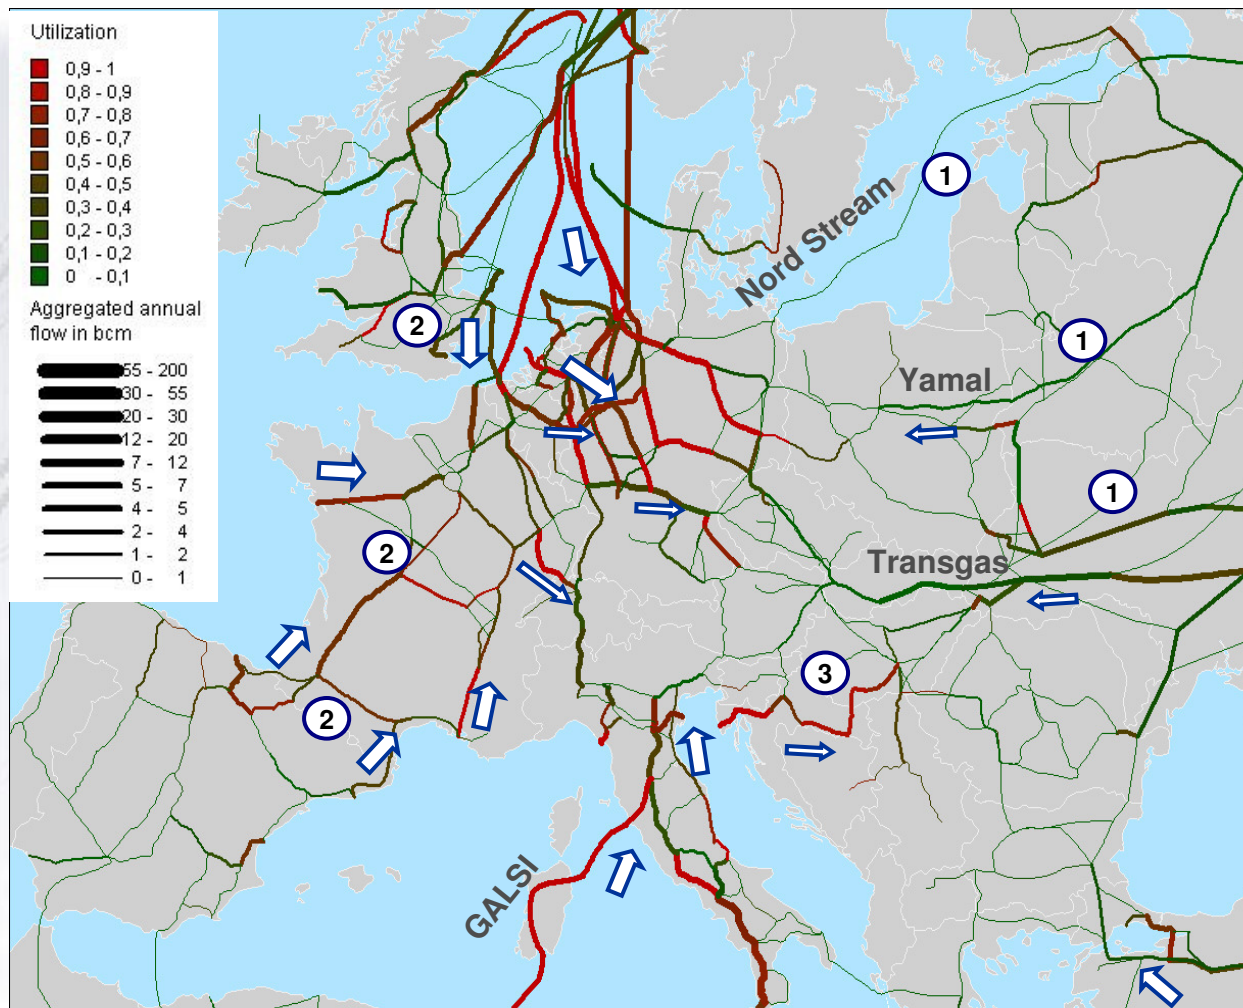 Utilization
0,9 - 1
0,8 - 0,9
0,7 - 0,8
0,6 - 0,7
0,5 - 0,6
0,4 - 0,5
0,3 - 0,4
0,2 - 0,3
0,1 - 0,2
0 - 0,1
Aggregated annual
flow in bcm
55 - 200
30 - 55
20 - 30
12 - 20
7 - 12
5 - 7
4 - 5
2 - 4
1 - 2
0 - 1
1
Nord Stream
2
1
Yamal
1
2
Transgas
3
2
GALSI